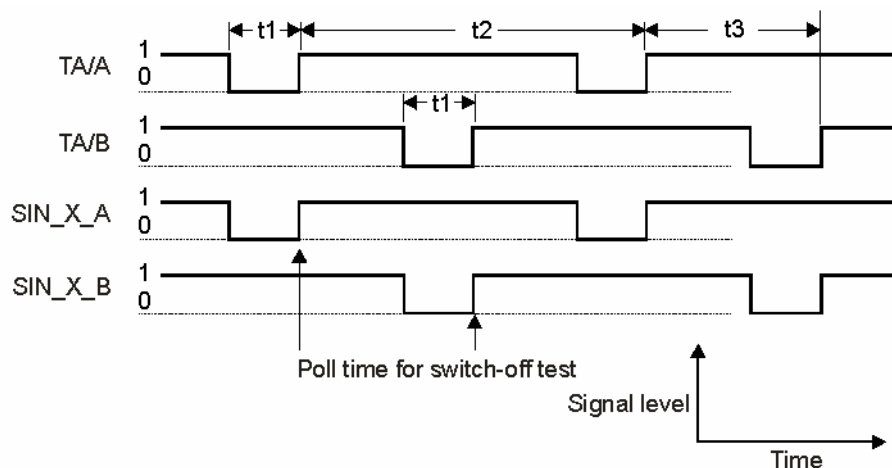 t1 t2 t3
TA/A 1
0
t1
TA/B 1
0
SIN_X_A 1
0
SIN_X_B 1
0
Poll time for switch-off test
Signal level
Time